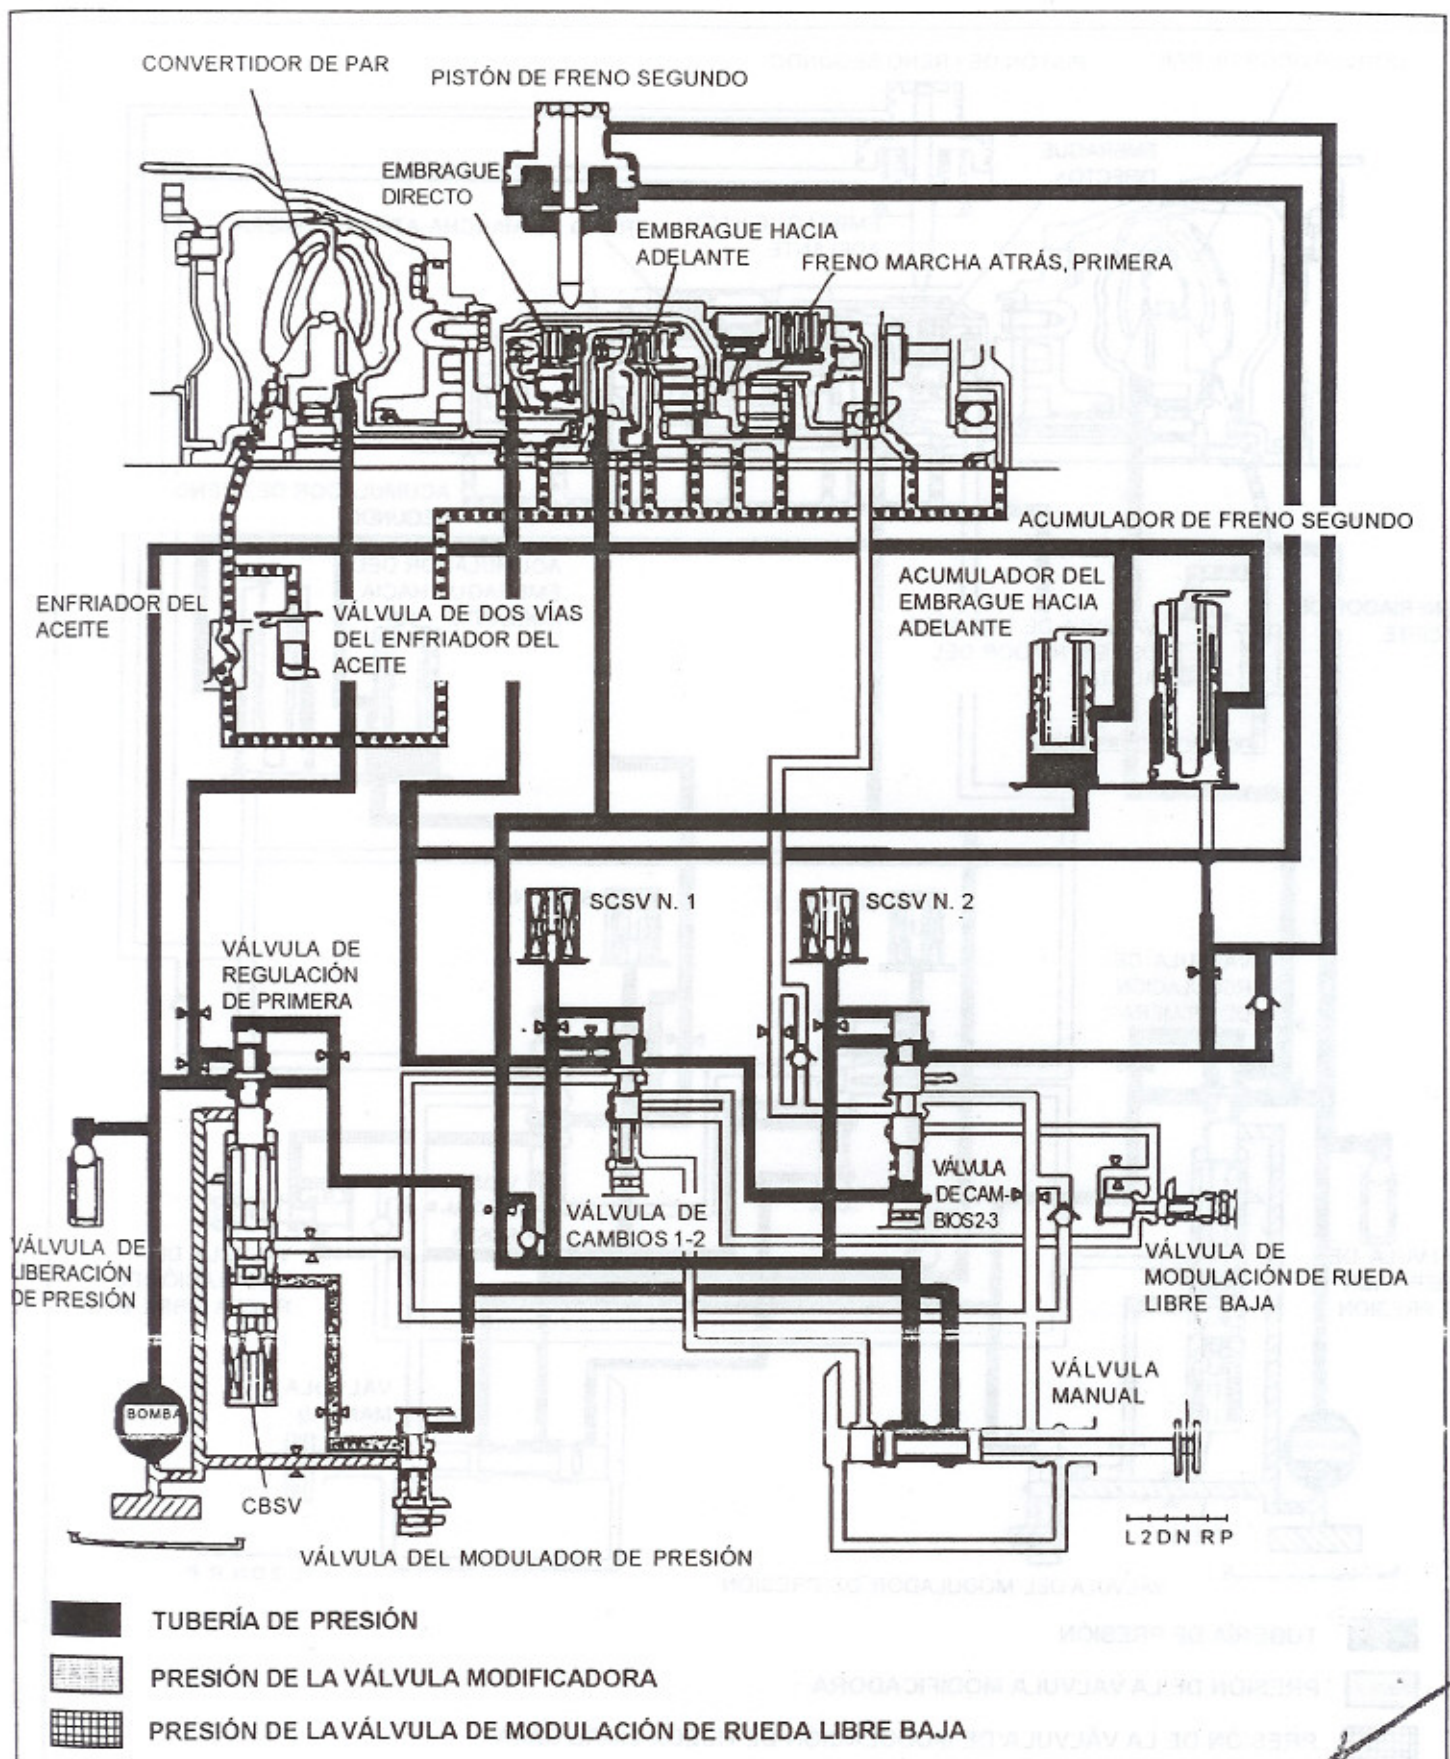 CONVERTIDOR DE PAR
PISTÓN DE FRENO SEGUNDO
EMBRAGUE
DIRECTO
EMBRAGUE HACIA
ADELANTE
FRENO MARCHA ATRÁS, PRIMERA
ACUMULADOR DE FRENO SEGUNDO
ACUMULADOR DEL
EMBRAGUE HACIA
ADELANTE
ENFRIADOR DEL
ACEITE
VÁLVULA DE DOS VÍAS
DEL ENFRIADOR DEL
ACEITE
SCSV N. 1
SCSV N. 2
VÁLVULA DE
REGULACIÓN
DE PRIMERA
VÁLVULA DE
CAMBIOS 1-2
VÁLVULA
DE CAM-
BIOS 2-3
VÁLVULA DE
LIBERACIÓN
DE PRESIÓN
VÁLVULA DE
MODULACIÓN DE RUEDA
LIBRE BAJA
VÁLVULA
MANUAL
BOMBA
CBSV
L 2 D N R P
VÁLVULA DEL MODULADOR DE PRESIÓN
TUBERÍA DE PRESIÓN
PRESIÓN DE LA VÁLVULA MODIFICADORA
PRESIÓN DE LA VÁLVULA DE MODULACIÓN DE RUEDA LIBRE BAJA